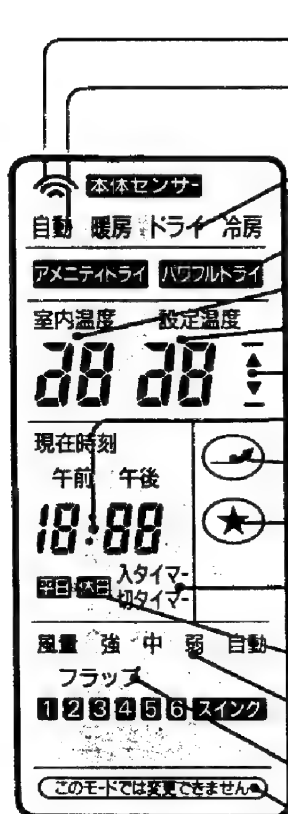 本体センサー
自動 暖房 ドライ 冷房
アメニティドライ パワフルドライ
室内温度 設定温度
88 88
現在時刻
午前 午後
18:88
平日 休日 入タイマー
切タイマー
風量 強 中 弱 自動
フラップ
1 2 3 4 5 6 スイング
このモードでは変更できません